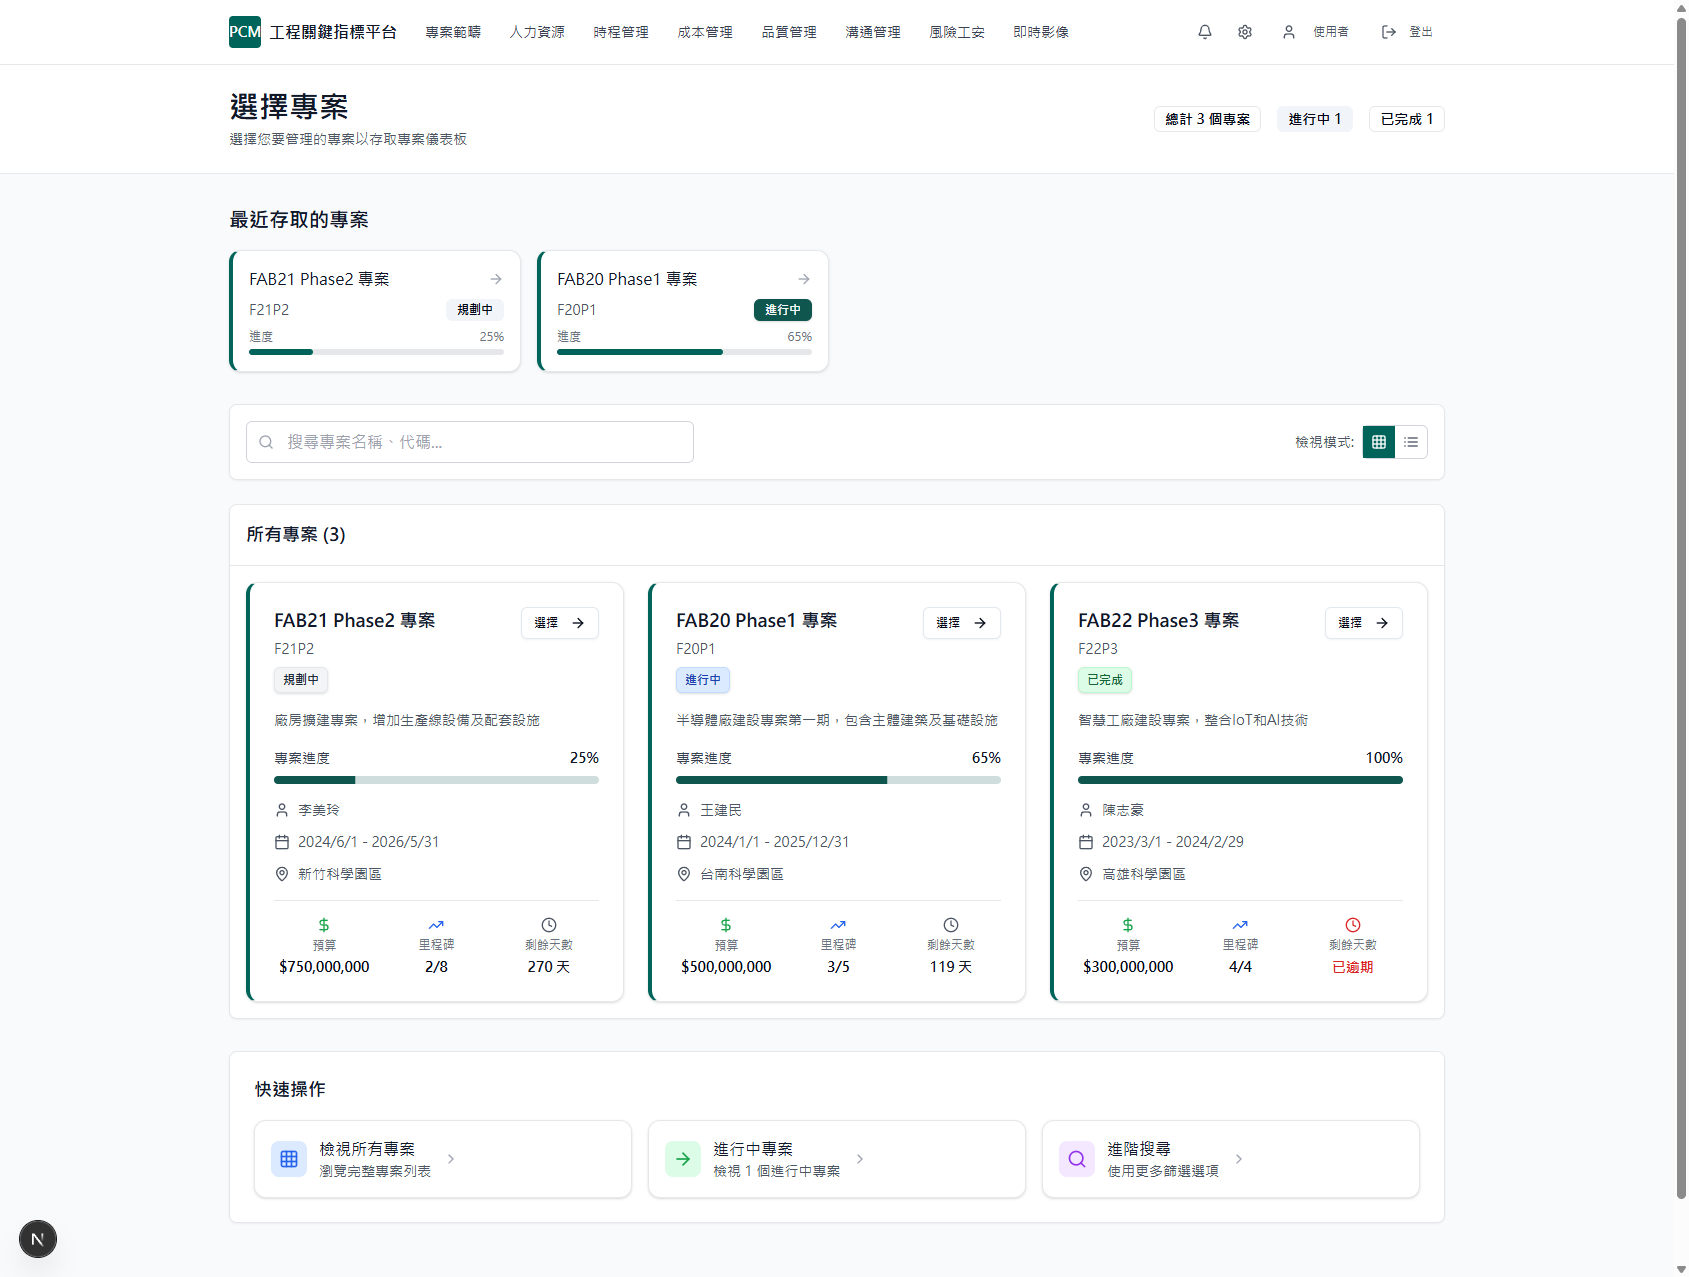 PCM 工程關鍵指標平台 專案範疇 人力資源 時程管理 成本管理 品質管理 溝通管理 風險工安 即時影像 使用者 登出
選擇專案
選擇您要管理的專案以存取專案儀表板
總計 3 個專案 進行中 1 已完成 1
最近存取的專案
FAB21 Phase2 專案
F21P2 規劃中
進度 25%
FAB20 Phase1 專案
F20P1 進行中
進度 65%
搜尋專案名稱、代碼...
檢視模式:
所有專案 (3)
FAB21 Phase2 專案 選擇
F21P2
規劃中
廠房擴建專案，增加生產線設備及配套設施
專案進度 25%
李美玲
2024/6/1 - 2026/5/31
新竹科學園區
預算 里程碑 剩餘天數
$750,000,000 2/8 270 天
FAB20 Phase1 專案 選擇
F20P1
進行中
半導體廠建設專案第一期，包含主體建築及基礎設施
專案進度 65%
王建民
2024/1/1 - 2025/12/31
台南科學園區
預算 里程碑 剩餘天數
$500,000,000 3/5 119 天
FAB22 Phase3 專案 選擇
F22P3
已完成
智慧工廠建設專案，整合IoT和AI技術
專案進度 100%
陳志豪
2023/3/1 - 2024/2/29
高雄科學園區
預算 里程碑 剩餘天數
$300,000,000 4/4 已逾期
快速操作
檢視所有專案
瀏覽完整專案列表
進行中專案
檢視 1 個進行中專案
進階搜尋
使用更多篩選選項
N